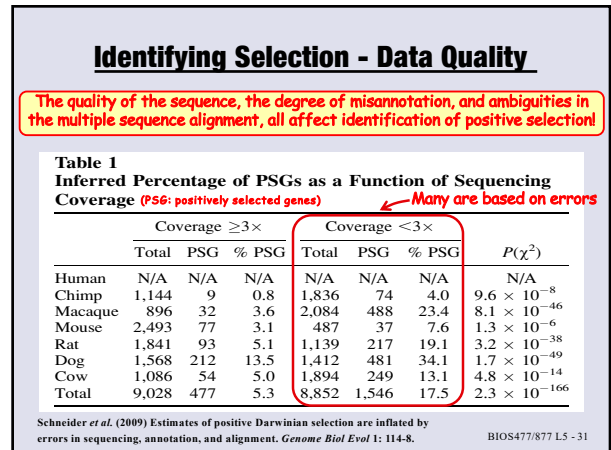 Identifying Selection - Data Quality
The quality of the sequence, the degree of misannotation, and ambiguities in
the multiple sequence alignment, all affect identification of positive selection!
Table 1
Inferred Percentage of PSGs as a Function of Sequencing
Coverage (PSG: positively selected genes) Many are based on errors
Coverage ≥3× Coverage <3×
Total PSG % PSG Total PSG % PSG P(χ²)
Human N/A N/A N/A N/A N/A N/A N/A
Chimp 1,144 9 0.8 1,836 74 4.0 9.6 × 10⁻⁸
Macaque 896 32 3.6 2,084 488 23.4 8.1 × 10⁻⁴⁶
Mouse 2,493 77 3.1 487 37 7.6 1.3 × 10⁻⁶
Rat 1,841 93 5.1 1,139 217 19.1 3.2 × 10⁻³⁸
Dog 1,568 212 13.5 1,412 481 34.1 1.7 × 10⁻⁴⁹
Cow 1,086 54 5.0 1,894 249 13.1 4.8 × 10⁻¹⁴
Total 9,028 477 5.3 8,852 1,546 17.5 2.3 × 10⁻¹⁶⁶
Schneider et al. (2009) Estimates of positive Darwinian selection are inflated by
errors in sequencing, annotation, and alignment. Genome Biol Evol 1: 114-8.
BIOS477/877 L5 - 31